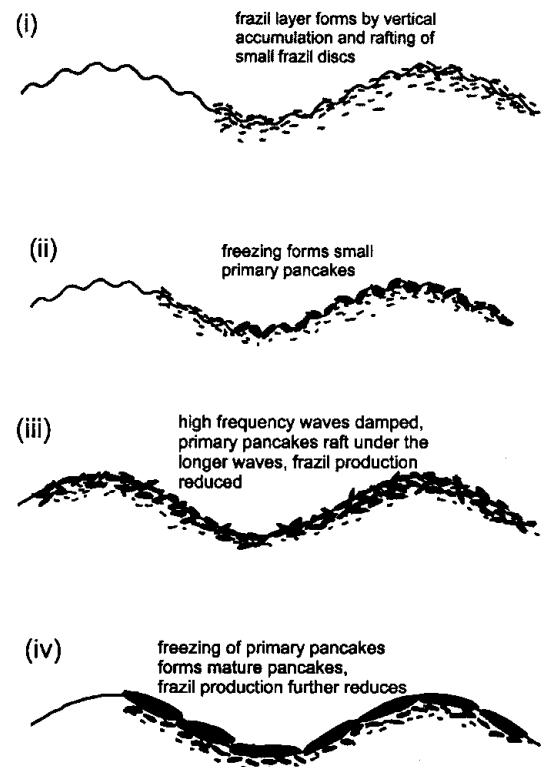 (i)
frazil layer forms by vertical
accumulation and rafting of
small frazil discs
(ii)
freezing forms small
primary pancakes
(iii)
high frequency waves damped,
primary pancakes raft under the
longer waves, frazil production
reduced
(iv)
freezing of primary pancakes
forms mature pancakes,
frazil production further reduces